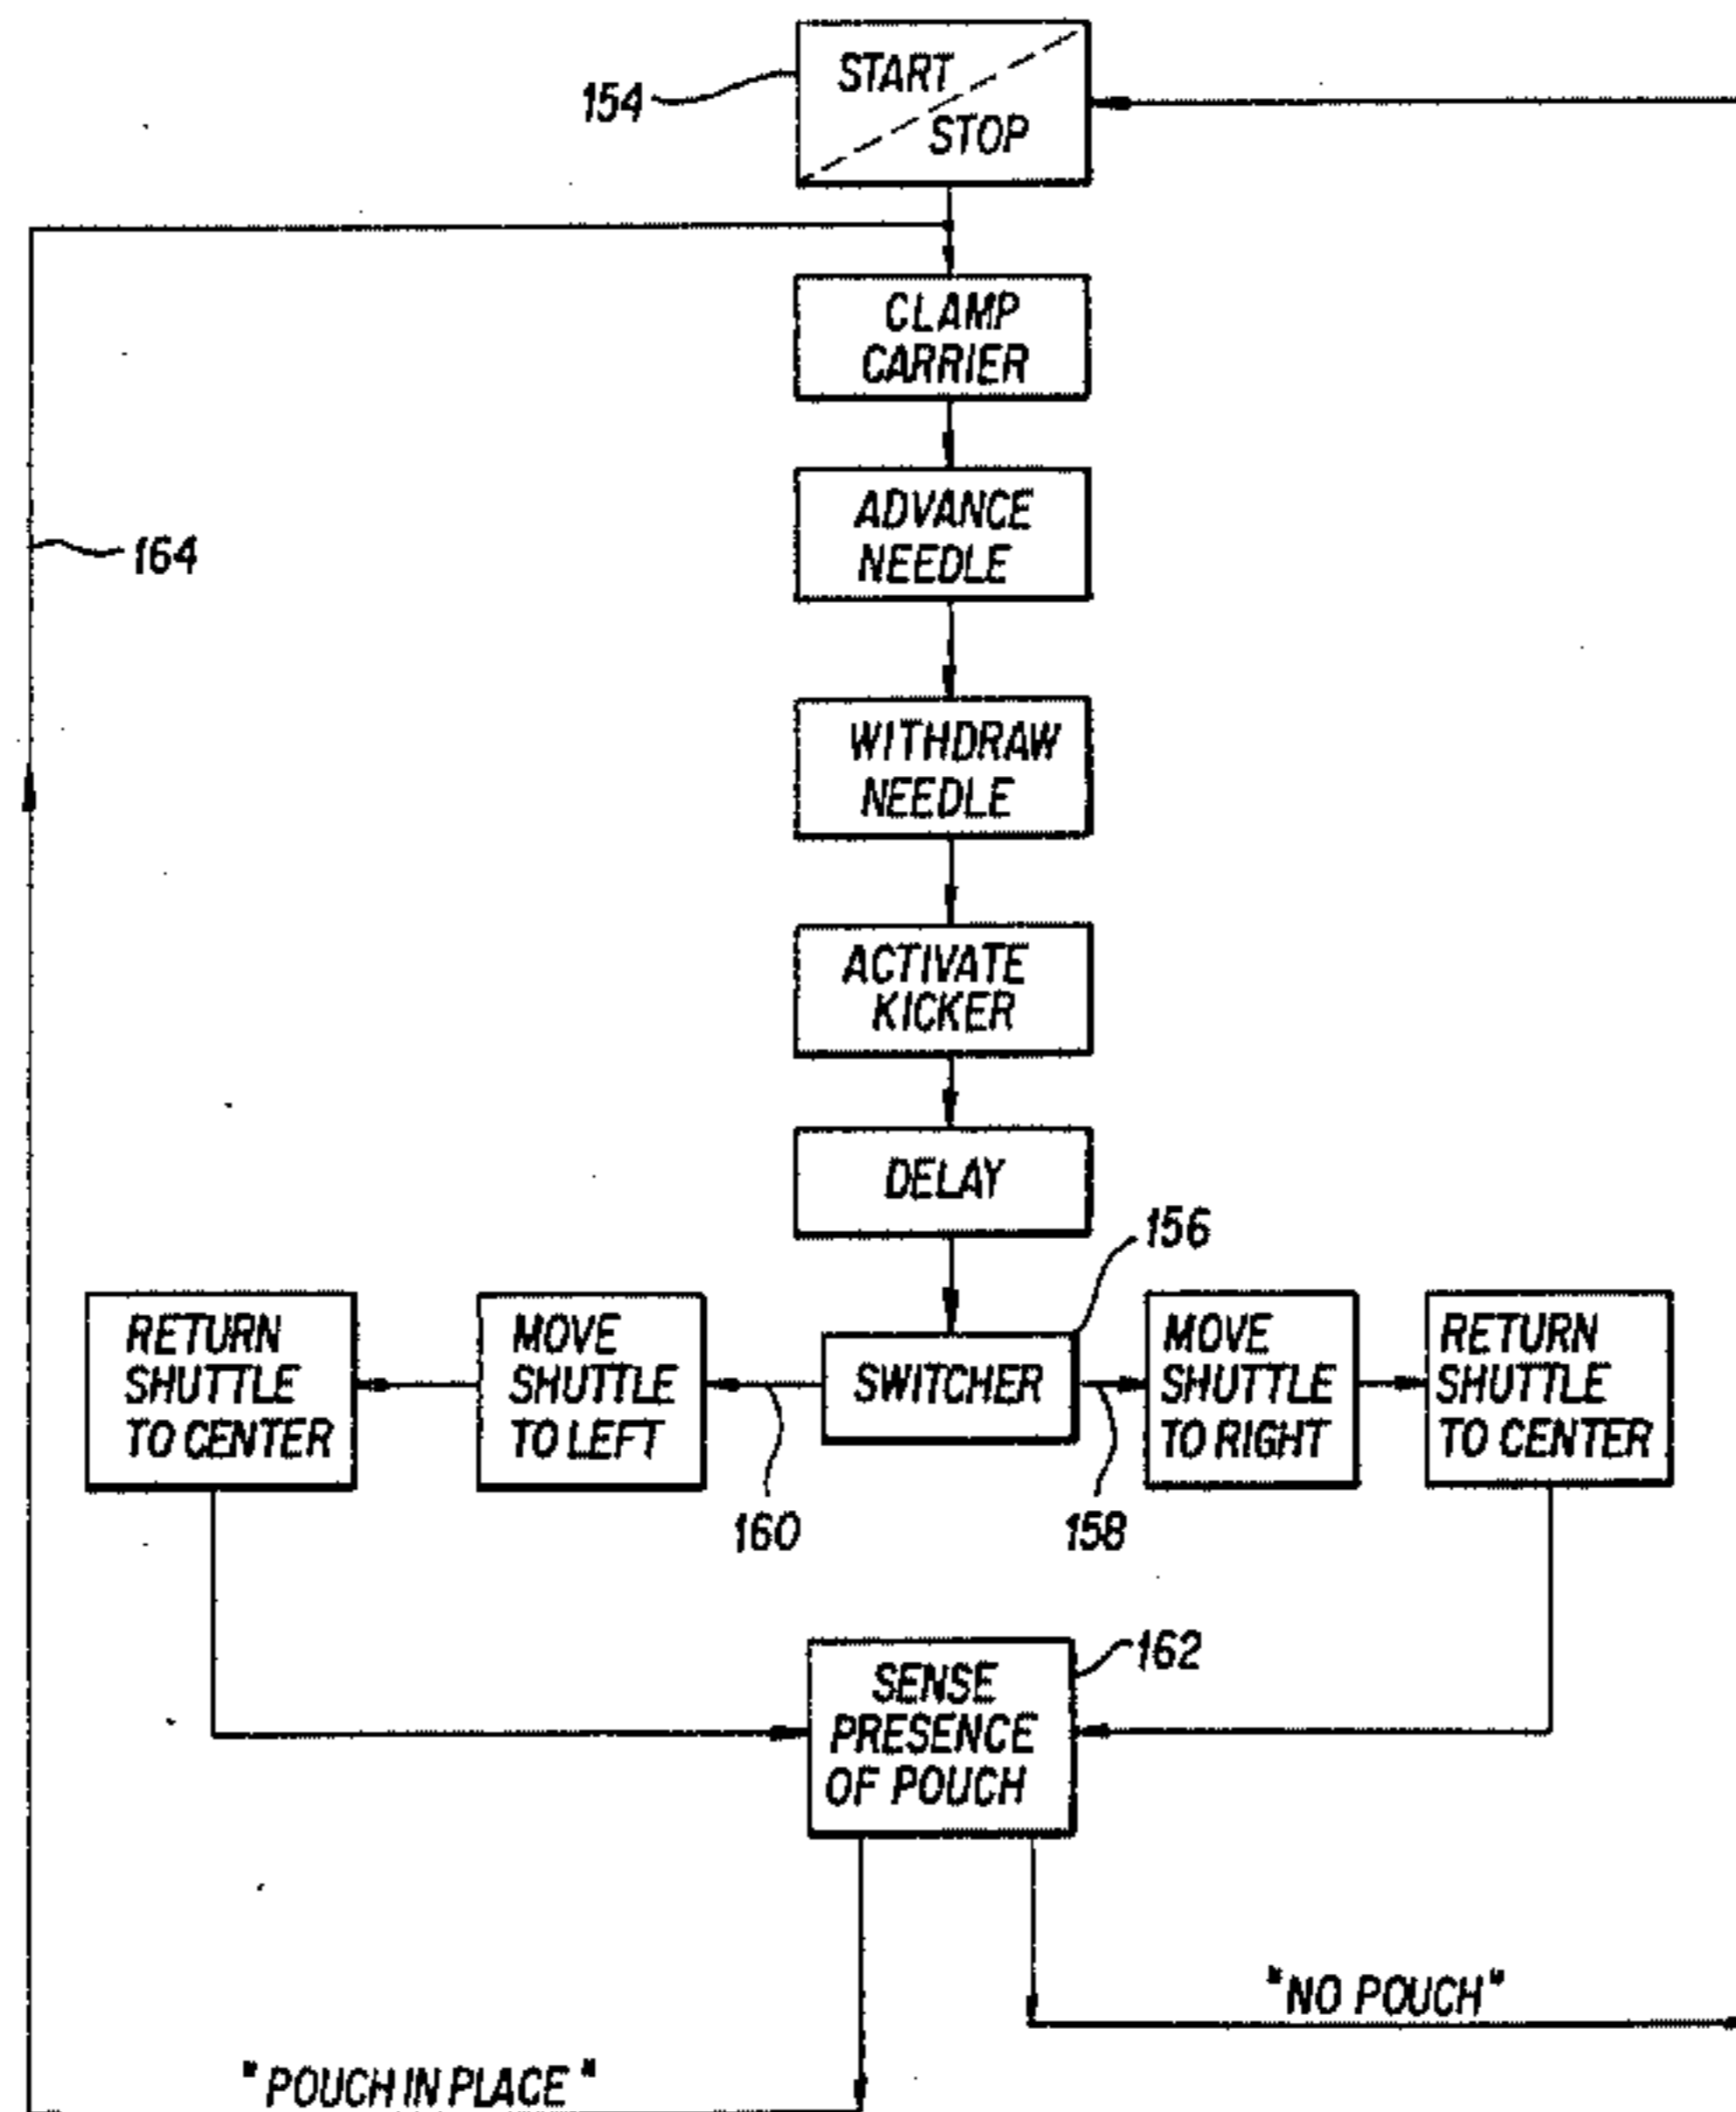 START
STOP
154
CLAMP
CARRIER
ADVANCE
NEEDLE
164
WITHDRAW
NEEDLE
ACTIVATE
KICKER
DELAY
156
RETURN
SHUTTLE
TO CENTER
MOVE
SHUTTLE
TO LEFT
SWITCHER
MOVE
SHUTTLE
TO RIGHT
RETURN
SHUTTLE
TO CENTER
160
158
SENSE
PRESENCE
OF POUCH
162
"NO POUCH"
"POUCH IN PLACE"